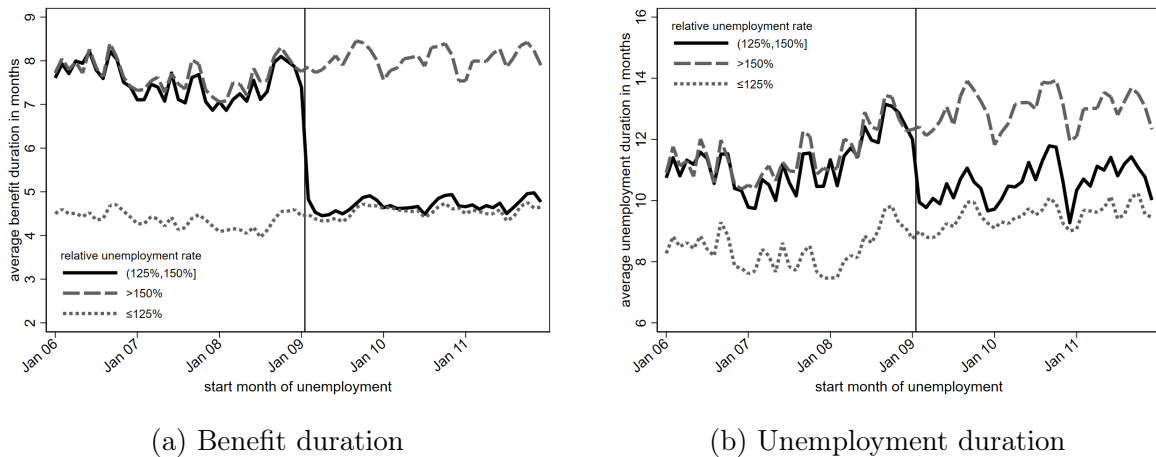 average benefit duration in months
9
8
7
6
5
4
3
2
relative unemployment rate
(125%,150%]
>150%
≤125%
Jan 06
Jan 07
Jan 08
Jan 09
Jan 10
Jan 11
start month of unemployment
(a) Benefit duration
average unemployment duration in months
16
14
12
10
8
6
relative unemployment rate
(125%,150%]
>150%
≤125%
Jan 06
Jan 07
Jan 08
Jan 09
Jan 10
Jan 11
start month of unemployment
(b) Unemployment duration